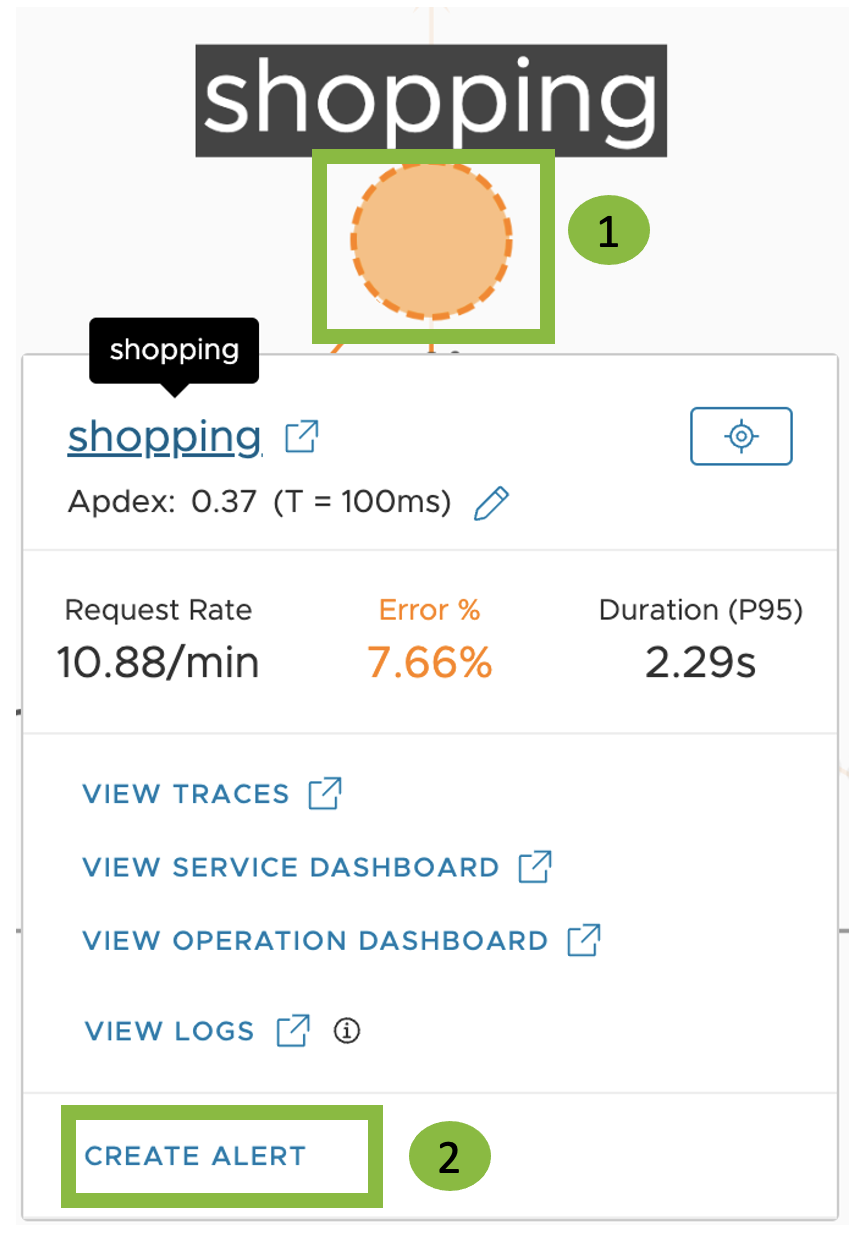 shopping
1
shopping
shopping
Apdex: 0.37 (T = 100ms)
Request Rate Error % Duration (P95)
10.88/min 7.66% 2.29s
VIEW TRACES
VIEW SERVICE DASHBOARD
VIEW OPERATION DASHBOARD
VIEW LOGS
CREATE ALERT 2